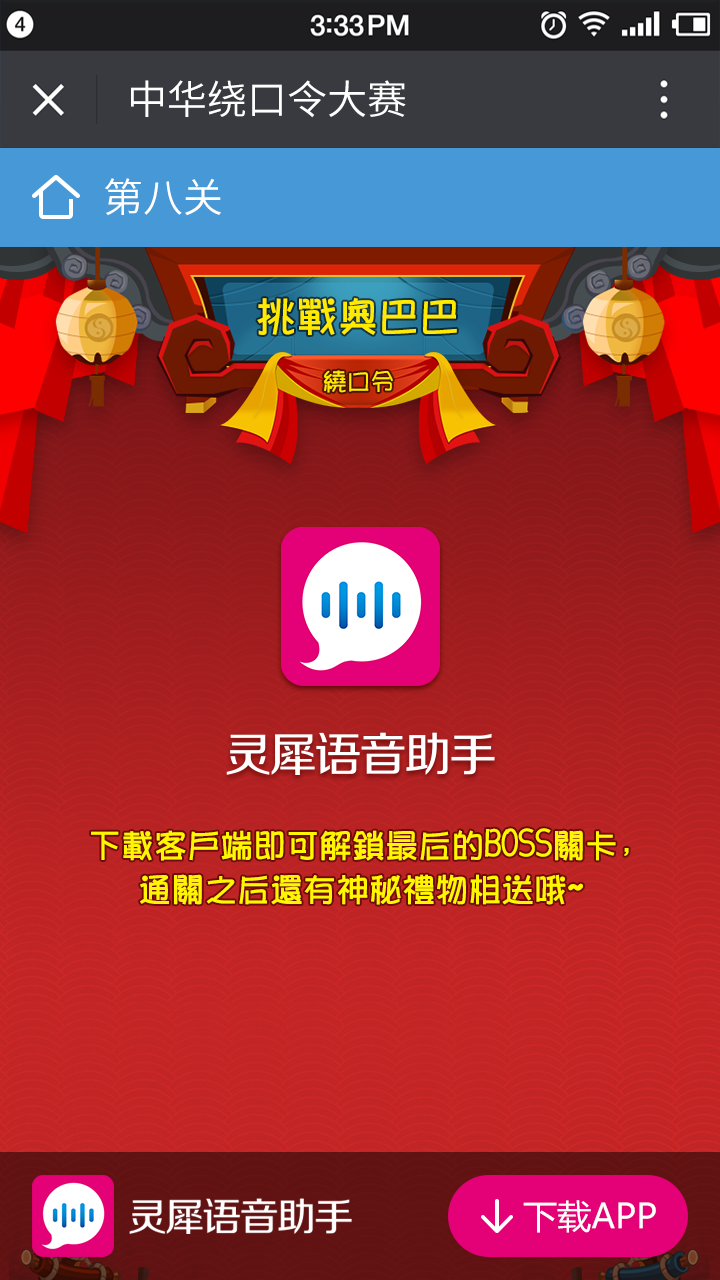 4
3:33PM
中华绕口令大赛
第八关
挑戰奧巴巴
繞口令
灵犀语音助手
下載客戶端即可解鎖最后的BOSS關卡，
通關之后還有神秘禮物相送哦~
灵犀语音助手
下载APP